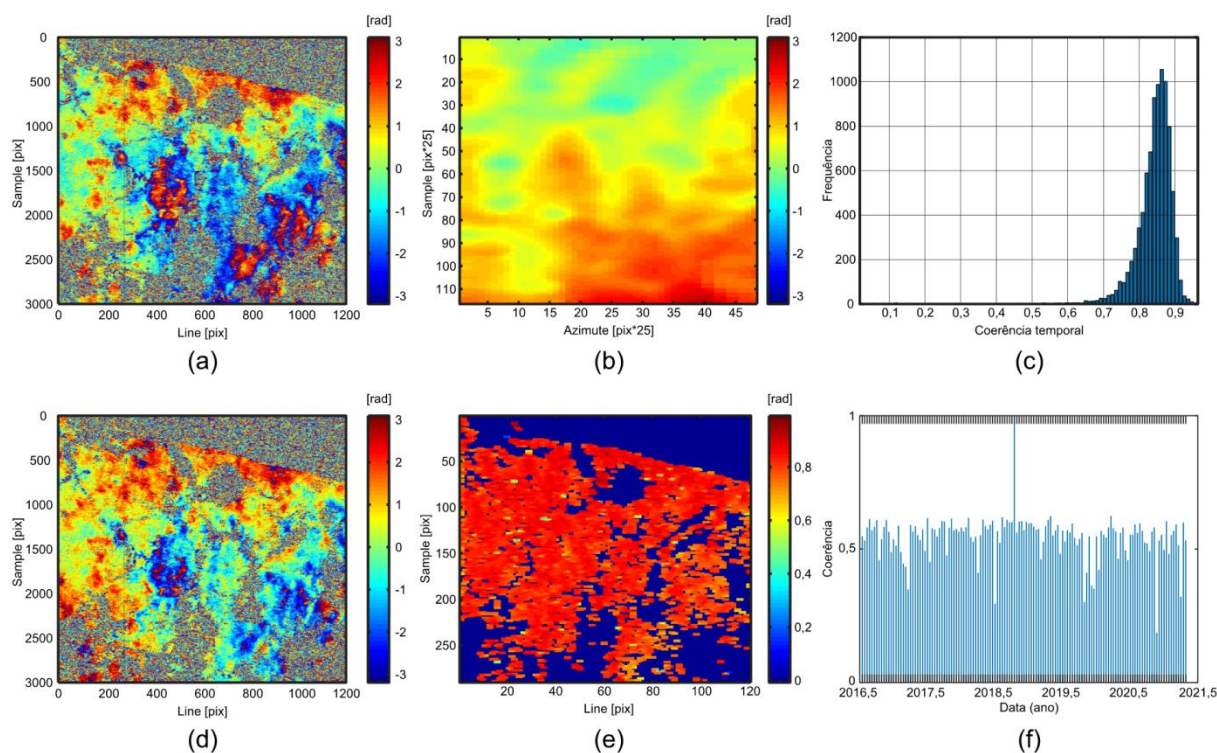 [rad]
0
500
1000
1500
2000
2500
3000
Sample [pix]
0 200 400 600 800 1000 1200
Line [pix]
3
2
1
0
-1
-2
-3
(a)
[rad]
10
20
30
40
50
60
70
80
90
100
110
Sample [pix*25]
5 10 15 20 25 30 35 40 45
Azimute [pix*25]
3
2
1
0
-1
-2
-3
(b)
1200
1000
800
600
400
200
0
Frequência
0,1 0,2 0,3 0,4 0,5 0,6 0,7 0,8 0,9
Coerência temporal
(c)
[rad]
0
500
1000
1500
2000
2500
3000
Sample [pix]
0 200 400 600 800 1000 1200
Line [pix]
3
2
1
0
-1
-2
-3
(d)
[rad]
50
100
150
200
250
Sample [pix]
20 40 60 80 100 120
Line [pix]
0,8
0,6
0,4
0,2
0
(e)
1
0.5
0
Coerência
2016,5 2017,5 2018,5 2019,5 2020,5 2021,5
Data (ano)
(f)